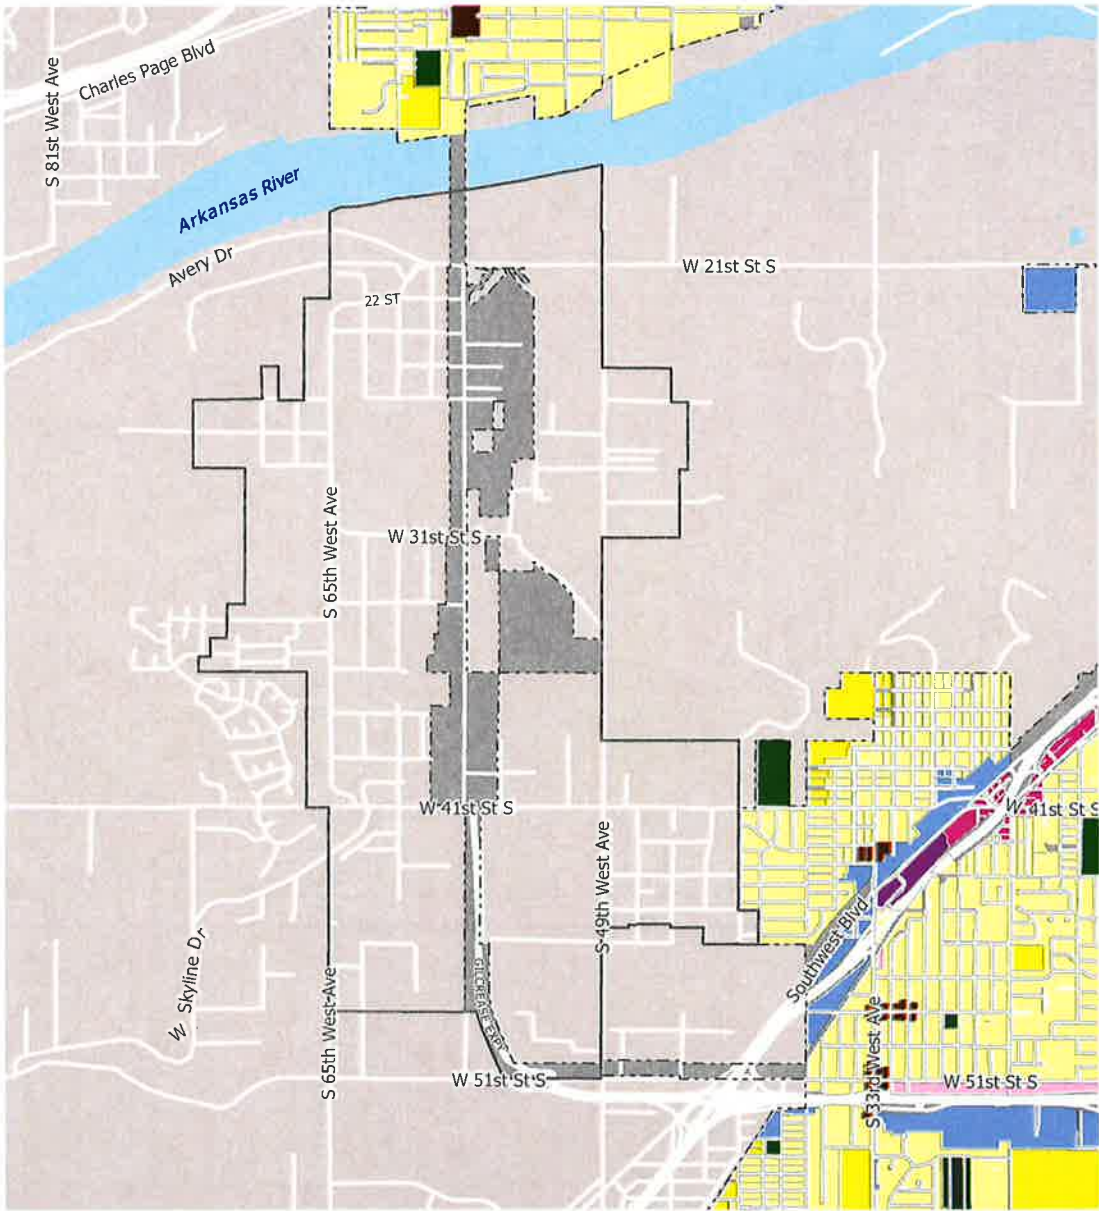 Charles Page Blvd
S 81st West Ave
Arkansas River
Avery Dr
W 21st St S
22 ST
S 65th West Ave
W 31st St S
W 41st St S
W 41st St S
S 49th West Ave
Southwest Blvd
W Skyline Dr
GILCREASE EXPY
S 65th West Ave
S 33rd West Ave
W 51st St S
W 51st St S